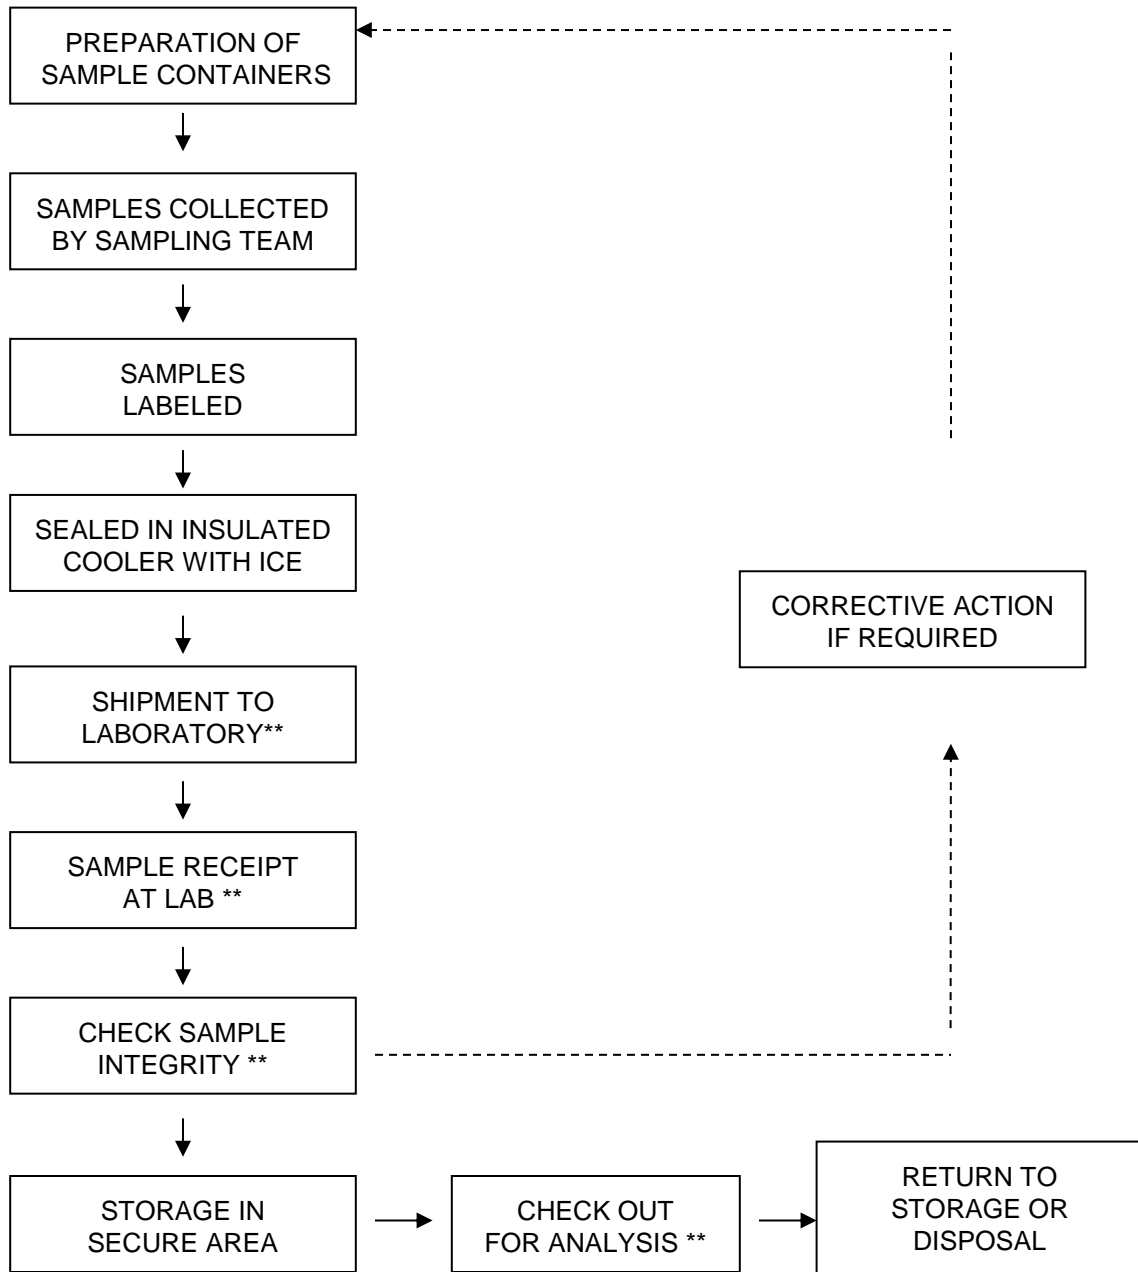 PREPARATION OF
SAMPLE CONTAINERS
SAMPLES COLLECTED
BY SAMPLING TEAM
SAMPLES
LABELED
SEALED IN INSULATED
COOLER WITH ICE
CORRECTIVE ACTION
IF REQUIRED
SHIPMENT TO
LABORATORY**
SAMPLE RECEIPT
AT LAB **
CHECK SAMPLE
INTEGRITY **
STORAGE IN
SECURE AREA
CHECK OUT
FOR ANALYSIS **
RETURN TO
STORAGE OR
DISPOSAL